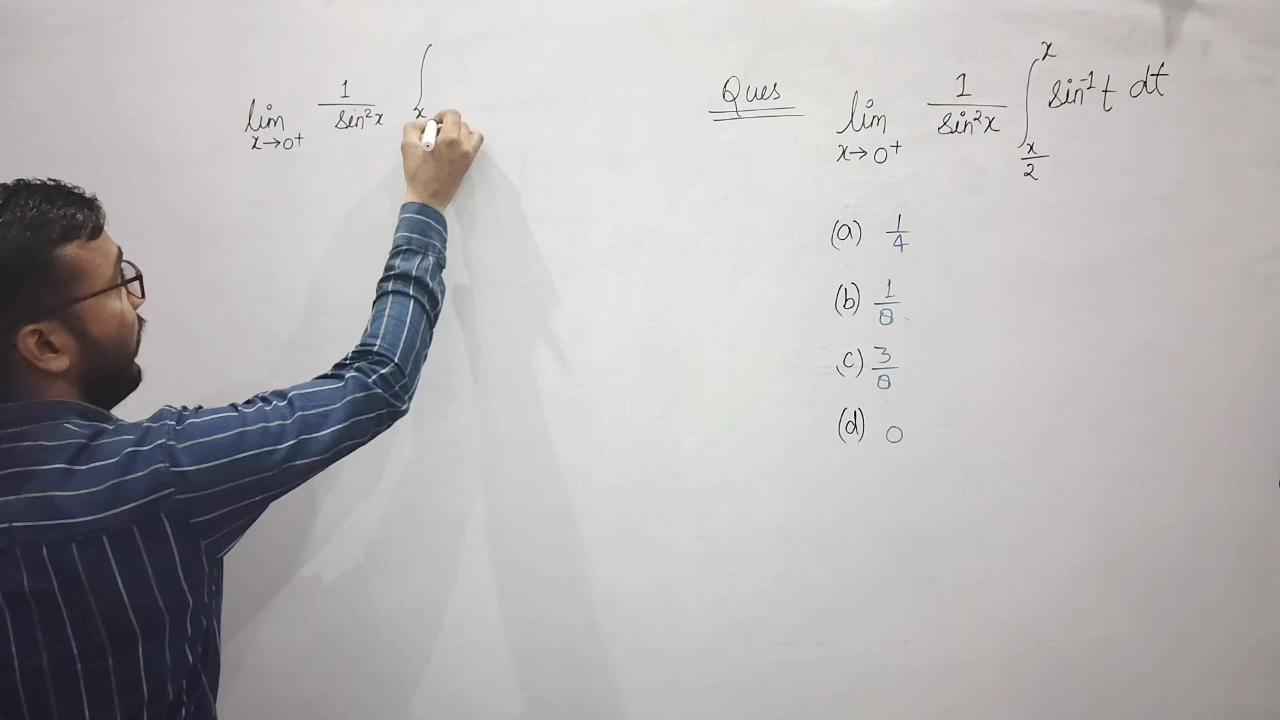 lim x→0⁺ 1/sin²x ∫ x
Ques lim x→0⁺ 1/sin²x ∫_{x/2}^{x} sin⁻¹t dt
(a) 1/4
(b) 1/8
(c) 3/8
(d) 0